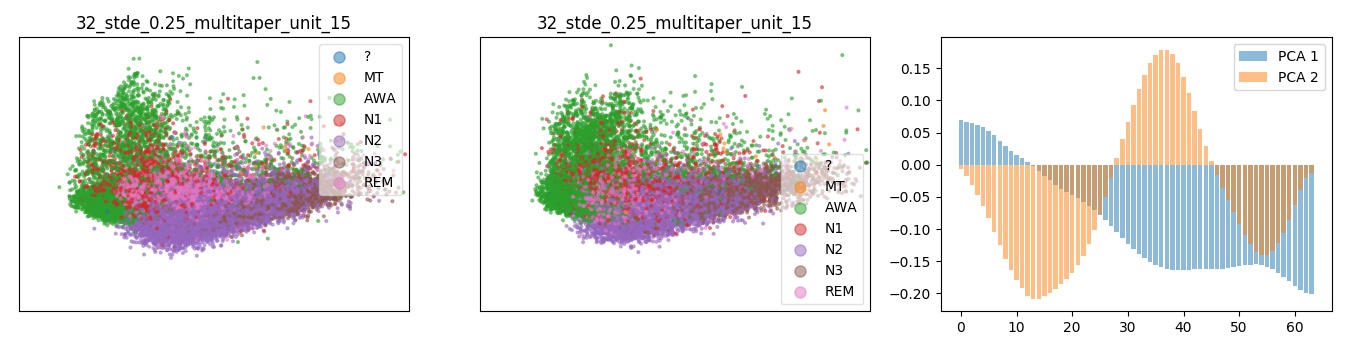 32_stde_0.25_multitaper_unit_15
?
MT
AWA
N1
N2
N3
REM
32_stde_0.25_multitaper_unit_15
?
MT
AWA
N1
N2
N3
REM
PCA 1
PCA 2
0.15
0.10
0.05
0.00
−0.05
−0.10
−0.15
−0.20
0
10
20
30
40
50
60